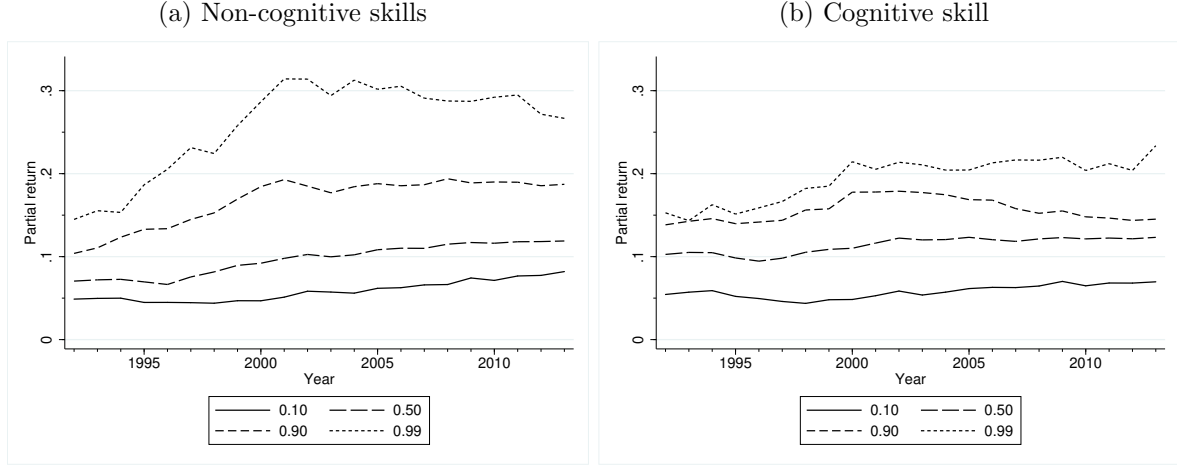 (a) Non-cognitive skills
Partial return
.3
.2
.1
0
1995 2000 2005 2010
Year
0.10 0.50
0.90 0.99
(b) Cognitive skill
Partial return
.3
.2
.1
0
1995 2000 2005 2010
Year
0.10 0.50
0.90 0.99